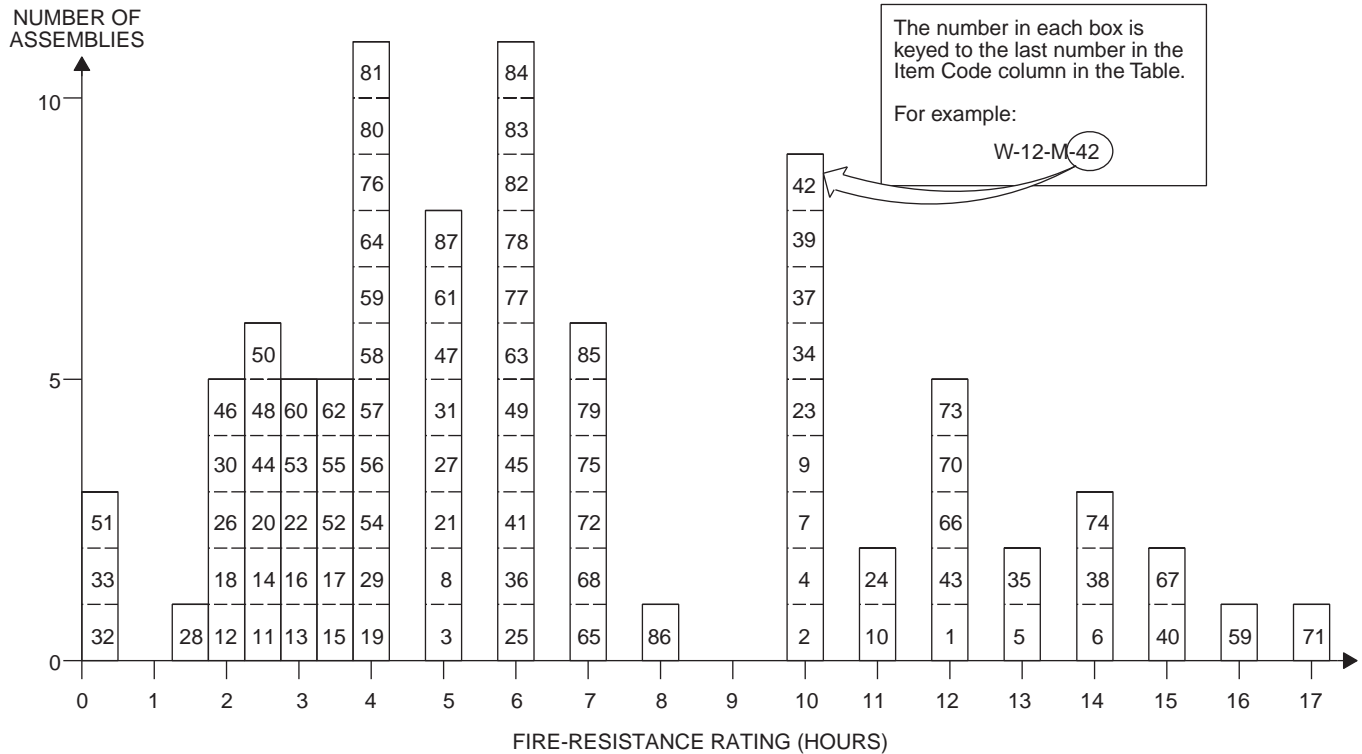 NUMBER OF
ASSEMBLIES
The number in each box is
keyed to the last number in the
Item Code column in the Table.
For example:
W-12-M-42
10
5
0
81 84
80 83
76 82 42
64 87 78 39
59 61 77 37
50 58 47 63 85 34
46 48 60 62 57 31 49 79 23 73
30 44 53 55 56 27 45 75 9 70
51 26 20 22 52 54 21 41 72 7 66 74
33 18 14 16 17 29 8 36 68 4 24 43 35 38 67
32 28 12 11 13 15 19 3 25 65 86 2 10 1 5 6 40 59 71
0 1 2 3 4 5 6 7 8 9 10 11 12 13 14 15 16 17
FIRE-RESISTANCE RATING (HOURS)